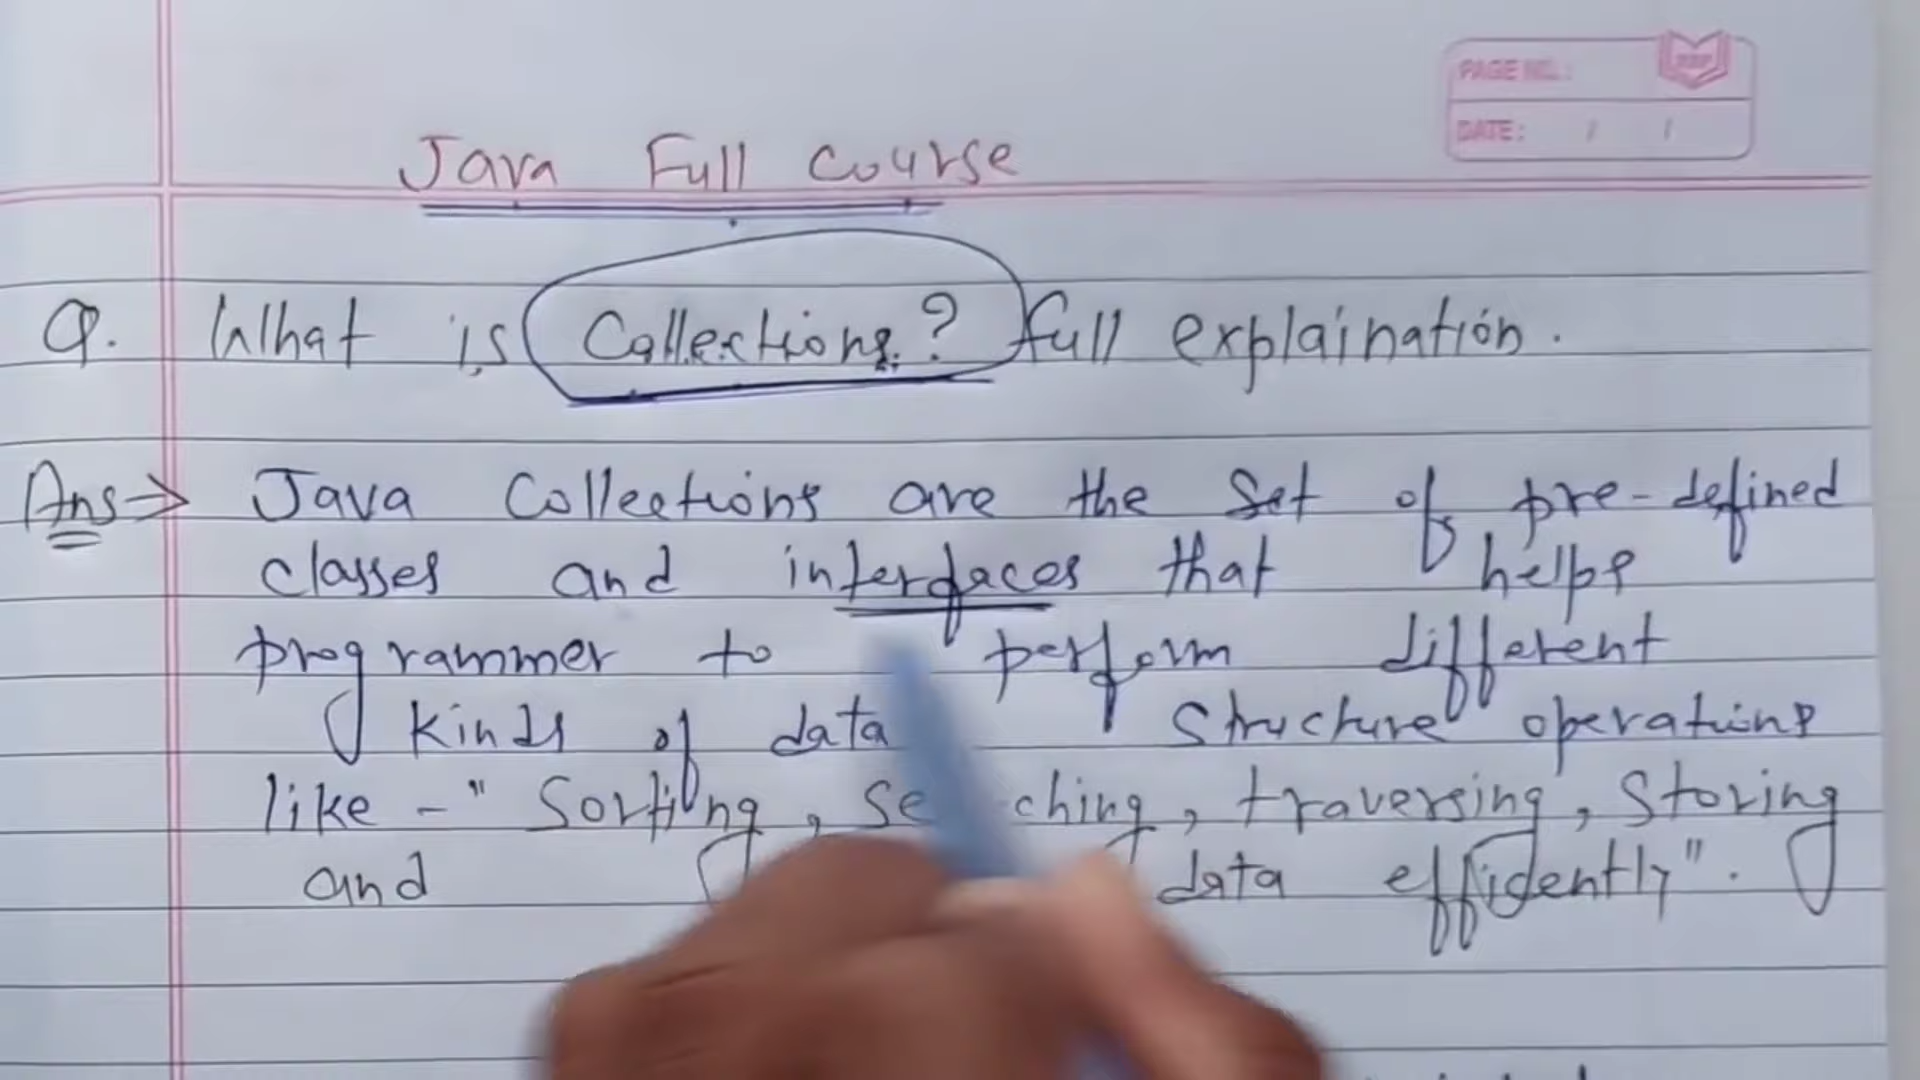 PAGE NO.:
DATE: / /
Java Full Course
Q. What is Collections? full explaination.
Ans⇒ Java Collections are the set of pre-defined
classes and interfaces that helps
programmer to perform different
kinds of data structure operations
like - " Sorting, ching, traversing, storing
and data efficiently".